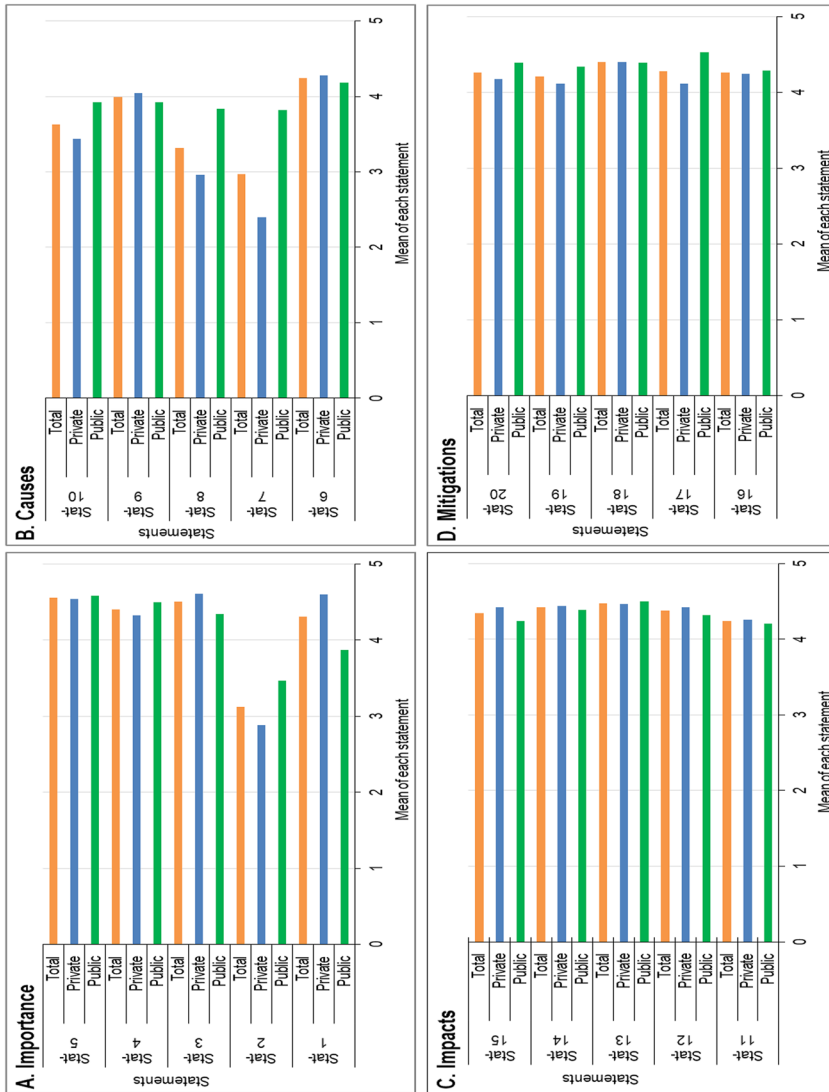 A. Importance
Statements
Stat-5
Total
Private
Public
Stat-4
Total
Private
Public
Stat-3
Total
Private
Public
Stat-2
Total
Private
Public
Stat-1
Total
Private
Public
0 1 2 3 4 5
Mean of each statement
B. Causes
Statements
Stat-10
Total
Private
Public
Stat-9
Total
Private
Public
Stat-8
Total
Private
Public
Stat-7
Total
Private
Public
Stat-6
Total
Private
Public
0 1 2 3 4 5
Mean of each statement
C. Impacts
Statements
Stat-15
Total
Private
Public
Stat-14
Total
Private
Public
Stat-13
Total
Private
Public
Stat-12
Total
Private
Public
Stat-11
Total
Private
Public
0 1 2 3 4 5
Mean of each statement
D. Mitigations
Statements
Stat-20
Total
Private
Public
Stat-19
Total
Private
Public
Stat-18
Total
Private
Public
Stat-17
Total
Private
Public
Stat-16
Total
Private
Public
0 1 2 3 4 5
Mean of each statement